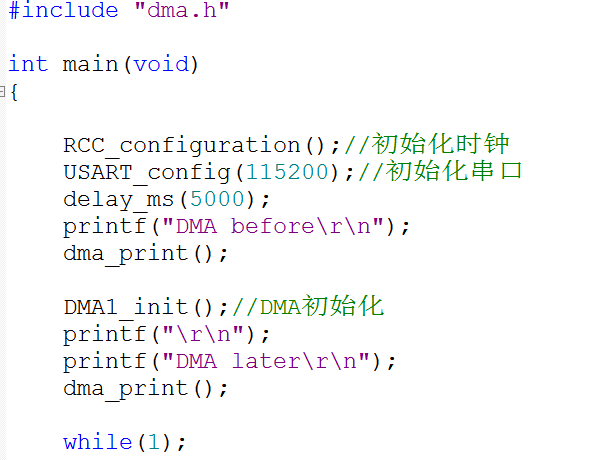 #include "dma.h"
int main(void)
{
RCC_configuration();//初始化时钟
USART_config(115200);//初始化串口
delay_ms(5000);
printf("DMA before\r\n");
dma_print();
DMA1_init();//DMA初始化
printf("\r\n");
printf("DMA later\r\n");
dma_print();
while(1);